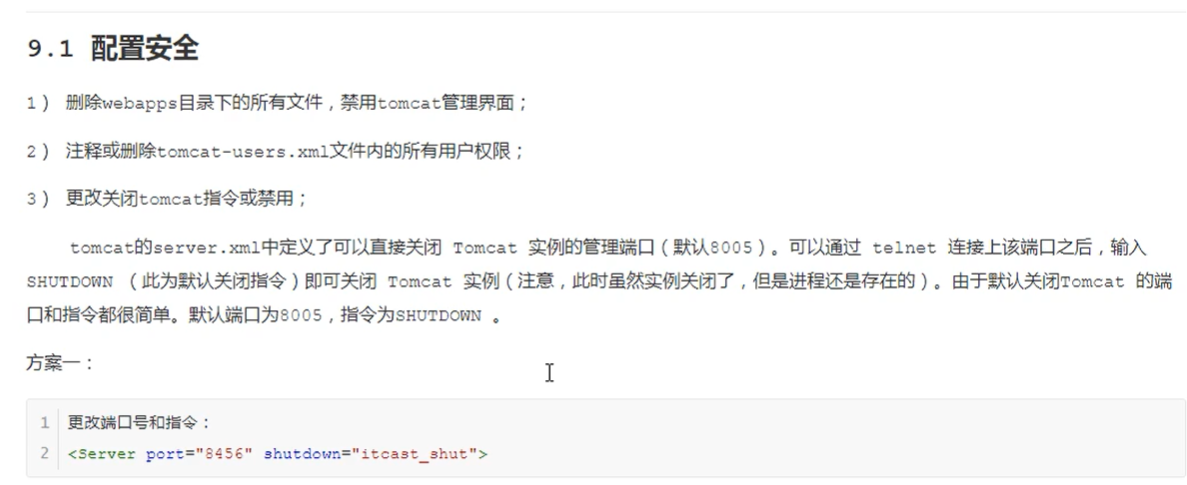 9.1 配置安全
1) 删除webapps目录下的所有文件，禁用tomcat管理界面；
2) 注释或删除tomcat-users.xml文件内的所有用户权限；
3) 更改关闭tomcat指令或禁用；
tomcat的server.xml中定义了可以直接关闭 Tomcat 实例的管理端口（默认8005）。可以通过 telnet 连接上该端口之后，输入
SHUTDOWN （此为默认关闭指令）即可关闭 Tomcat 实例（注意，此时虽然实例关闭了，但是进程还是存在的）。由于默认关闭Tomcat 的端
口和指令都很简单。默认端口为8005，指令为SHUTDOWN 。
方案一：
1 更改端口号和指令：
2 <Server port="8456" shutdown="itcast_shut">